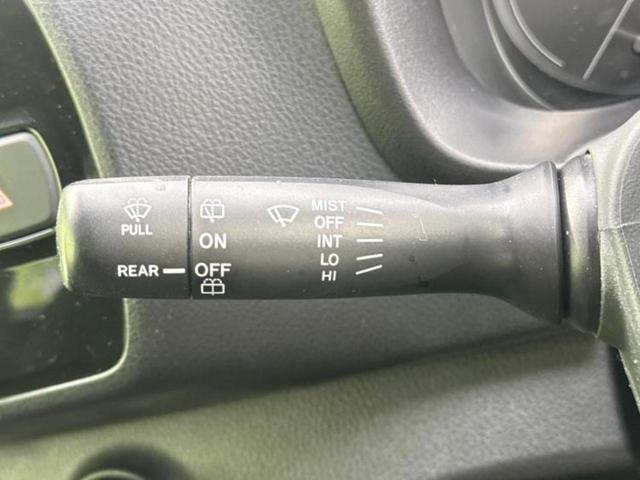 PULL
REAR
ON
OFF
MIST
OFF
INT
LO
HI